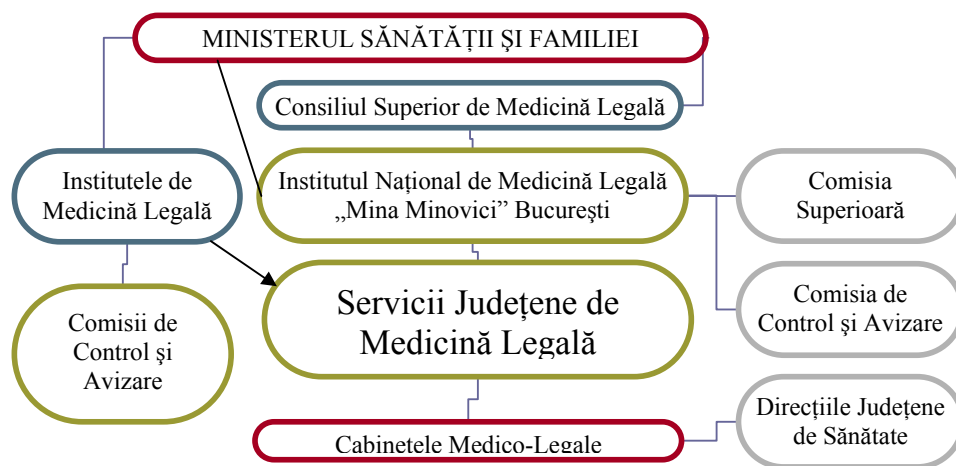 MINISTERUL SĂNĂTĂȚII ŞI FAMILIEI
Consiliul Superior de Medicină Legală
Institutele de
Medicină Legală
Institutul Național de Medicină Legală
„Mina Minovici” Bucureşti
Comisia
Superioară
Comisii de
Control şi
Avizare
Servicii Județene de
Medicină Legală
Comisia de
Control şi Avizare
Cabinetele Medico-Legale
Direcțiile Județene
de Sănătate